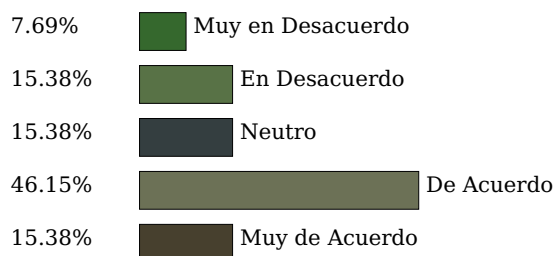 7.69% Muy en Desacuerdo
15.38% En Desacuerdo
15.38% Neutro
46.15% De Acuerdo
15.38% Muy de Acuerdo